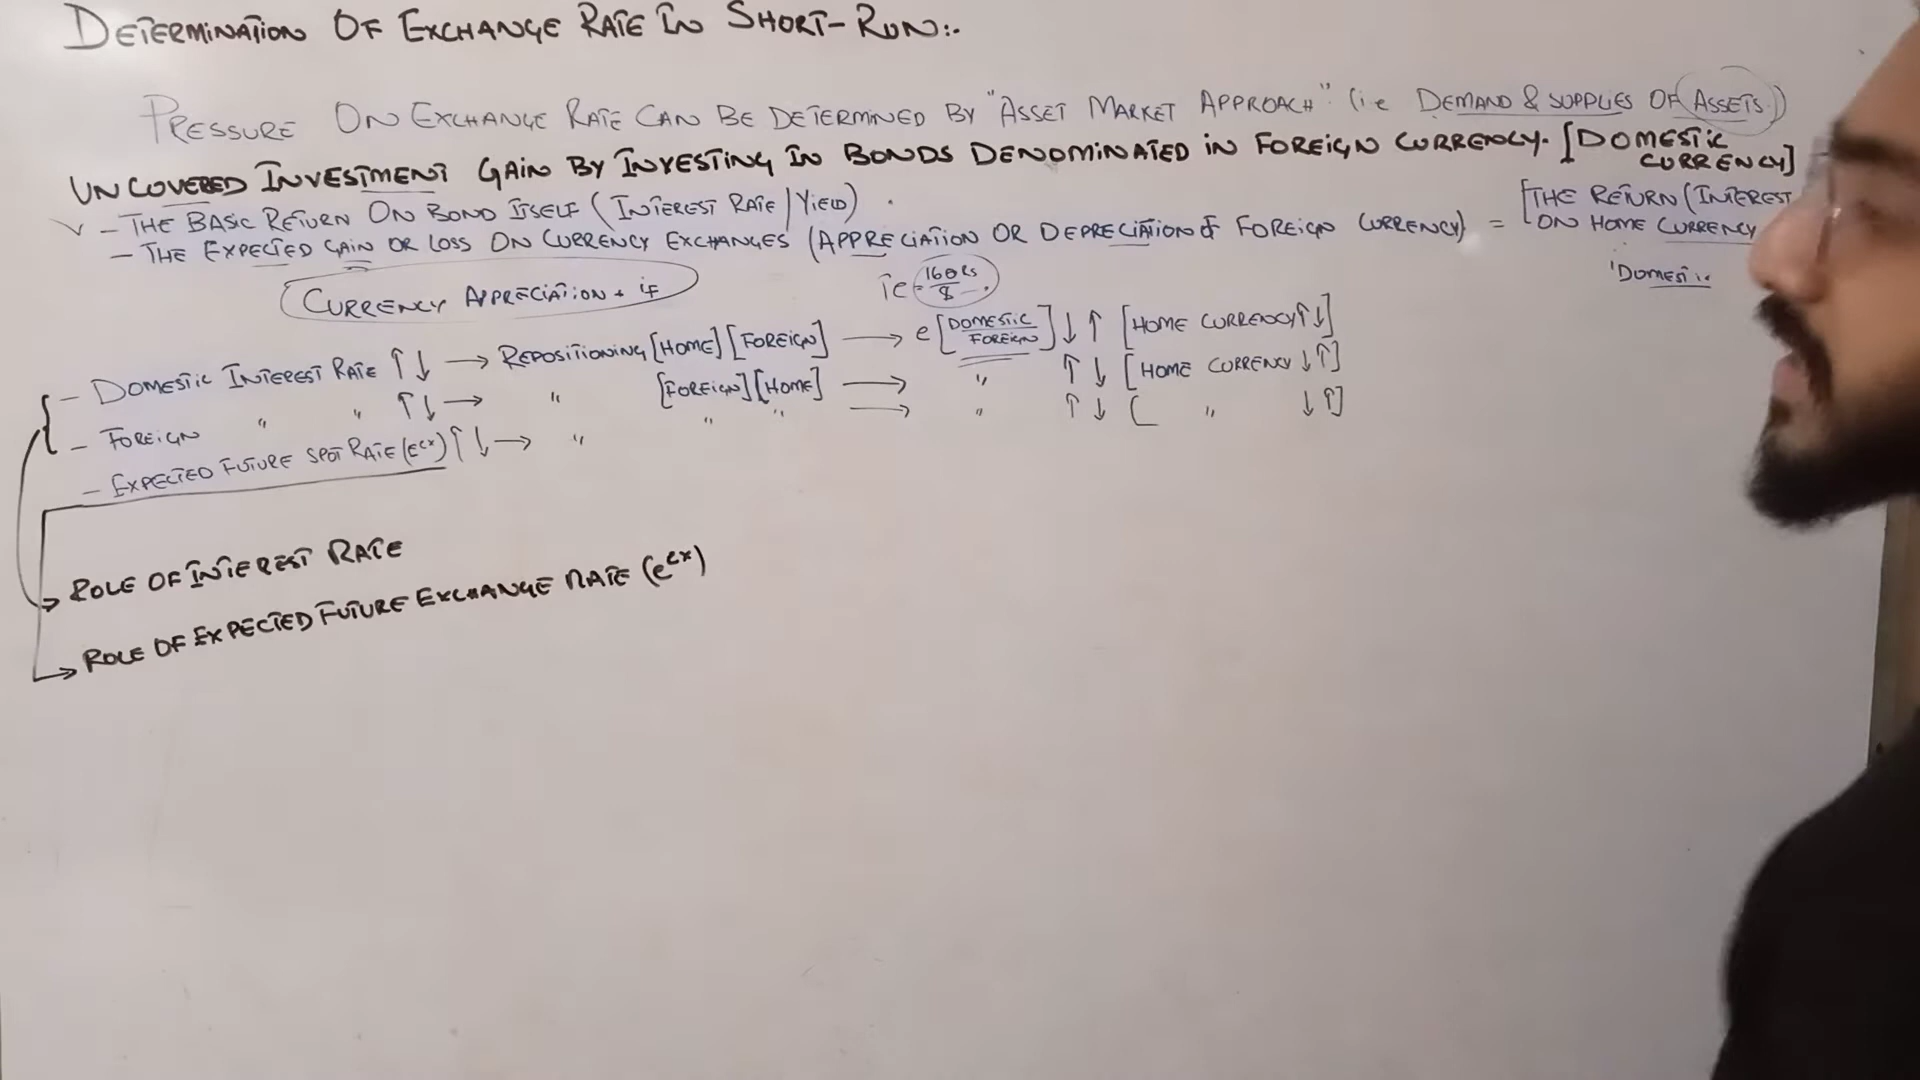 DETERMINATION OF EXCHANGE RATE IN SHORT-RUN:-
PRESSURE ON EXCHANGE RATE CAN BE DETERMINED BY "ASSET MARKET APPROACH" (i.e DEMAND & SUPPLIES OF ASSETS.)
UNCOVERED INVESTMENT GAIN BY INVESTING IN BONDS DENOMINATED IN FOREIGN CURRENCY. [DOMESTIC CURRENCY]
- THE BASIC RETURN ON BOND ITSELF (INTEREST RATE / YIELD) .
- THE EXPECTED GAIN OR LOSS ON CURRENCY EXCHANGES (APPRECIATION OR DEPRECIATION OF FOREIGN CURRENCY) = [THE RETURN (INTEREST ON HOME CURRENCY
'DOMESTIC
CURRENCY APPRECIATION + IF
ie 160Rs/$ .
- DOMESTIC INTEREST RATE ↑ ↓ → REPOSITIONING [HOME] [FOREIGN] → e [DOMESTIC/FOREIGN] ↓ ↑ [HOME CURRENCY ↑ ↓]
- FOREIGN " " ↑ ↓ → " [FOREIGN] [HOME] → " ↑ ↓ [HOME CURRENCY ↓ ↑]
- EXPECTED FUTURE SPOT RATE (e^ex) ↑ ↓ → " " " → " ↑ ↓ [ " ↓ ↑]
→ ROLE OF INTEREST RATE
→ ROLE OF EXPECTED FUTURE EXCHANGE RATE (e^ex)